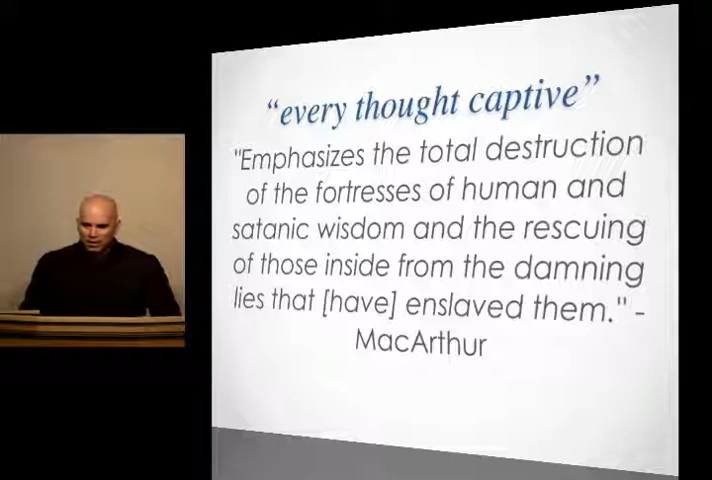 “every thought captive”
"Emphasizes the total destruction
of the fortresses of human and
satanic wisdom and the rescuing
of those inside from the damning
lies that [have] enslaved them." -
MacArthur